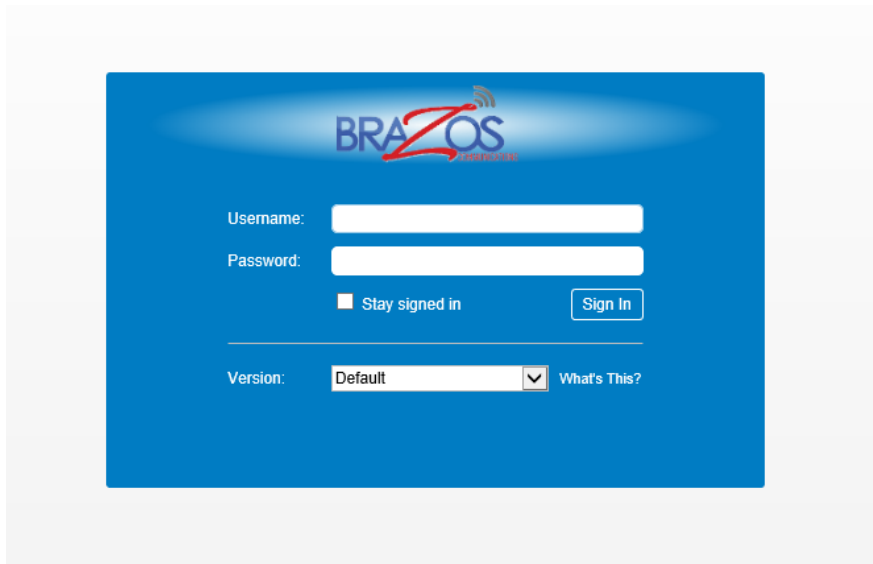 BRAZOS
Username:
Password:
Stay signed in
Sign In
Version:
Default
What's This?